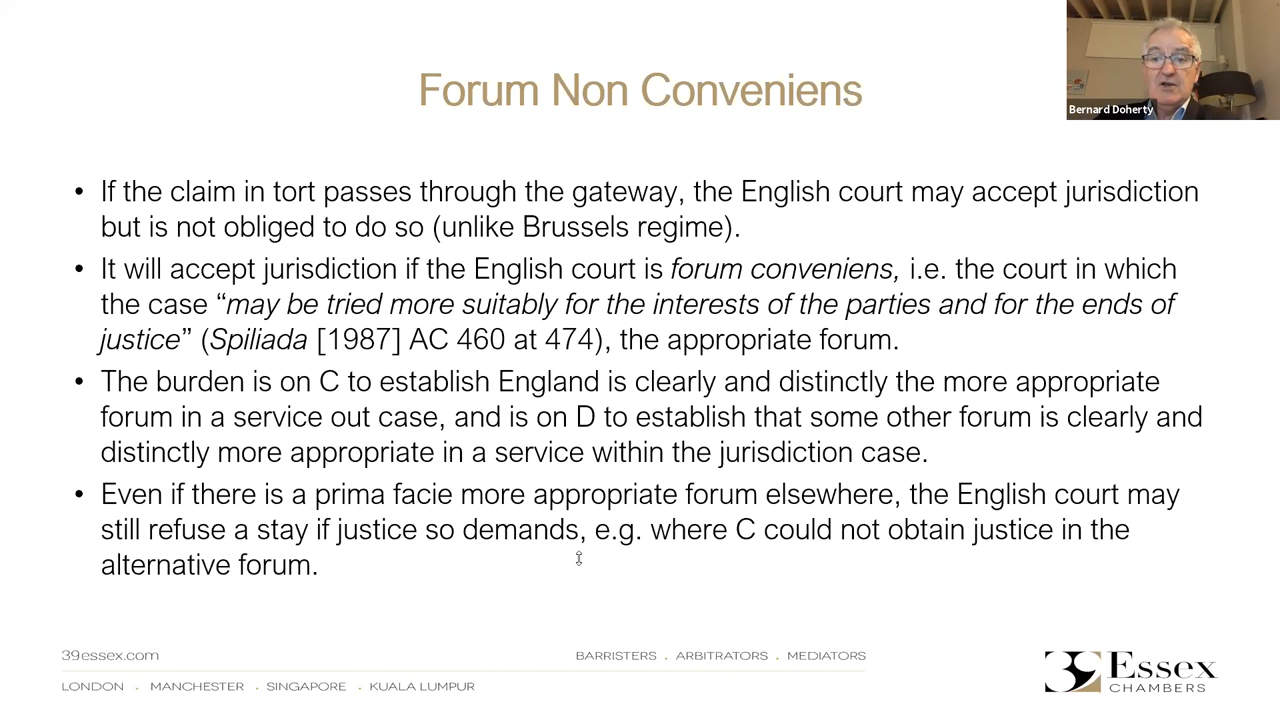 Forum Non Conveniens
Bernard Doherty
• If the claim in tort passes through the gateway, the English court may accept jurisdiction
but is not obliged to do so (unlike Brussels regime).
• It will accept jurisdiction if the English court is forum conveniens, i.e. the court in which
the case “may be tried more suitably for the interests of the parties and for the ends of
justice” (Spiliada [1987] AC 460 at 474), the appropriate forum.
• The burden is on C to establish England is clearly and distinctly the more appropriate
forum in a service out case, and is on D to establish that some other forum is clearly and
distinctly more appropriate in a service within the jurisdiction case.
• Even if there is a prima facie more appropriate forum elsewhere, the English court may
still refuse a stay if justice so demands, e.g. where C could not obtain justice in the
alternative forum.
39essex.com
BARRISTERS . ARBITRATORS . MEDIATORS
LONDON . MANCHESTER . SINGAPORE . KUALA LUMPUR
39 Essex
CHAMBERS